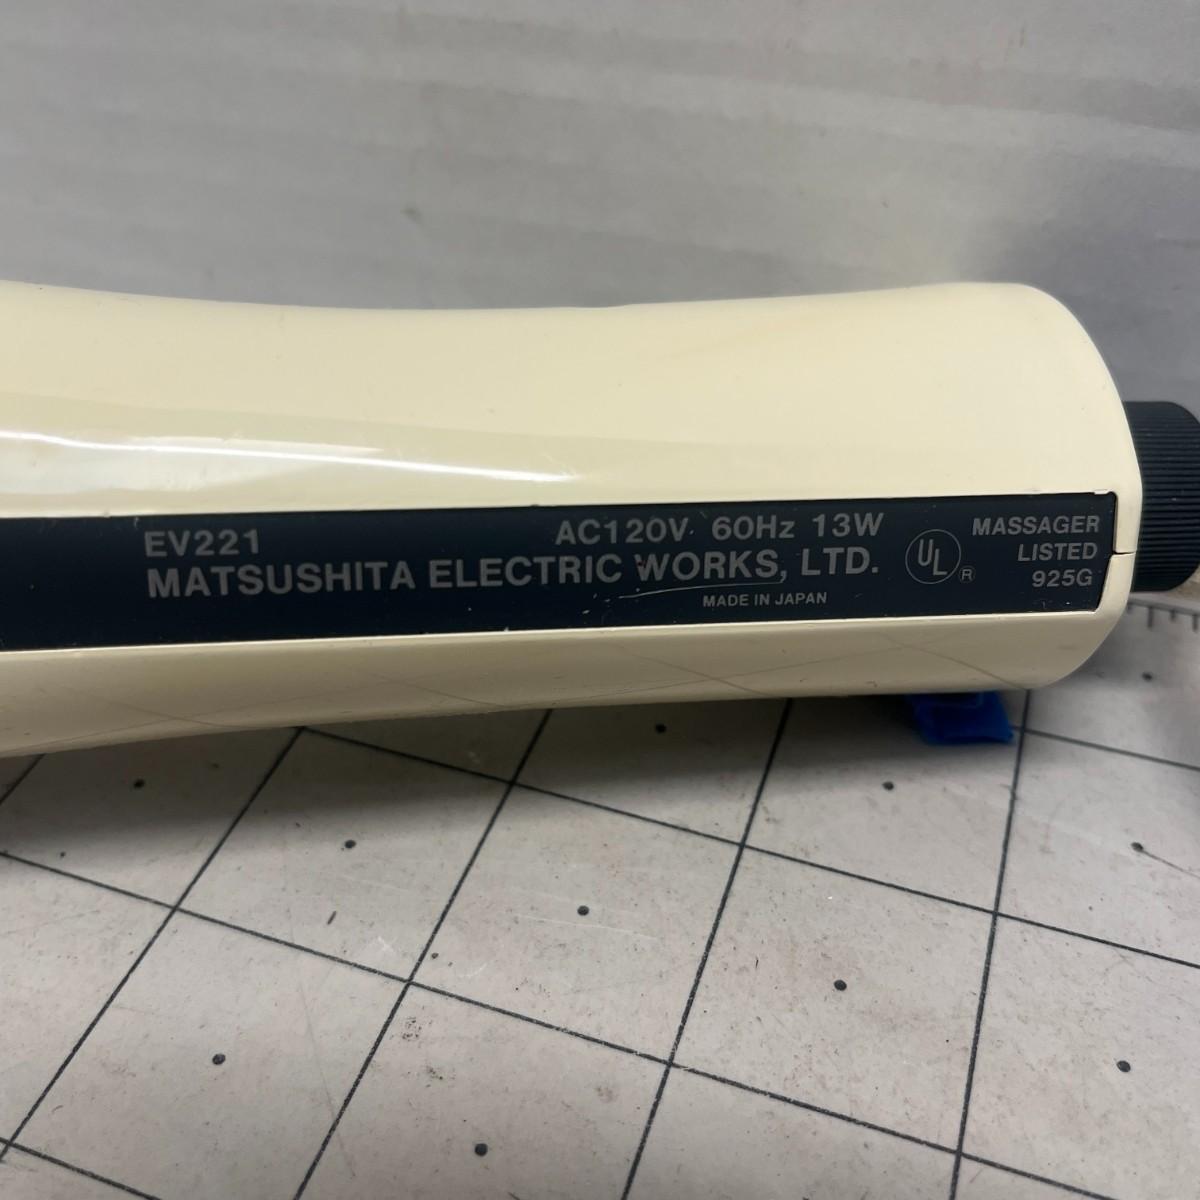 EV221
AC120V 60Hz 13W
MATSUSHITA ELECTRIC WORKS, LTD.
MADE IN JAPAN
UL
R
MASSAGER
LISTED
925G